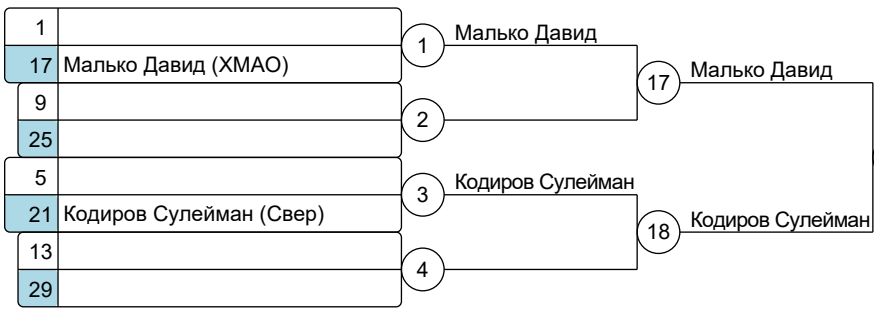 1
17 Малько Давид (ХМАО)
9
25
5
21 Кодиров Сулейман (Свер)
13
29
1 Малько Давид
2
3 Кодиров Сулейман
4
17 Малько Давид
18 Кодиров Сулейман